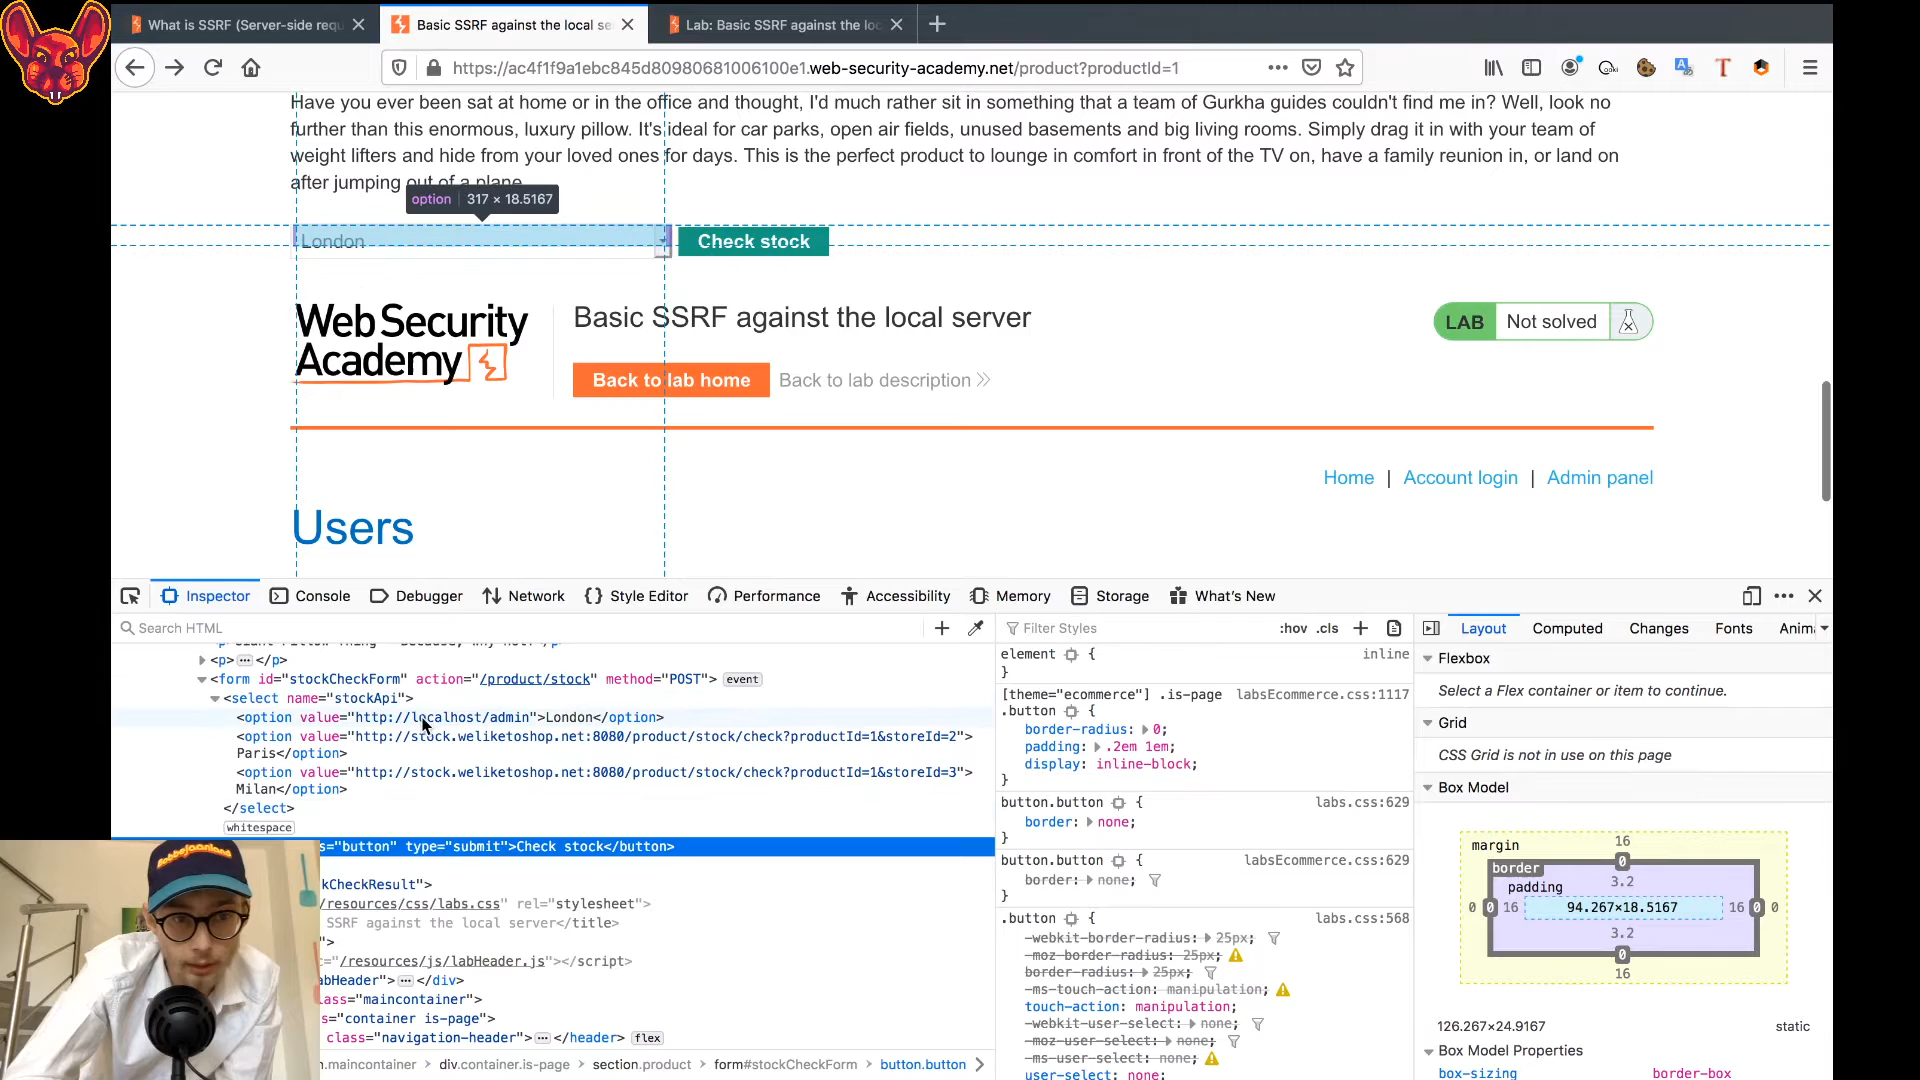 What is SSRF (Server-side requ
Basic SSRF against the local se
Lab: Basic SSRF against the loc
https://ac4f1f9a1ebc845d80980681006100e1.web-security-academy.net/product?productId=1
Have you ever been sat at home or in the office and thought, I'd much rather sit in something that a team of Gurkha guides couldn't find me in? Well, look no
further than this enormous, luxury pillow. It's ideal for car parks, open air fields, unused basements and big living rooms. Simply drag it in with your team of
weight lifters and hide from your loved ones for days. This is the perfect product to lounge in comfort in front of the TV on, have a family reunion in, or land on
after jumping out of a plane.
option 317 × 18.5167
London
Check stock
Web Security
Academy
Basic SSRF against the local server
LAB Not solved
Back to lab home
Back to lab description
Home | Account login | Admin panel
Users
Inspector Console Debugger Network Style Editor Performance Accessibility Memory Storage What's New
Search HTML
<p> </p>
<form id="stockCheckForm" action="/product/stock" method="POST"> event
<select name="stockApi">
<option value="http://localhost/admin">London</option>
<option value="http://stock.weliketoshop.net:8080/product/stock/check?productId=1&storeId=2">
Paris</option>
<option value="http://stock.weliketoshop.net:8080/product/stock/check?productId=1&storeId=3">
Milan</option>
</select>
whitespace
s="button" type="submit">Check stock</button>
kCheckResult">
/resources/css/labs.css" rel="stylesheet">
SSRF against the local server</title>
">
="/resources/js/labHeader.js"></script>
abHeader"> </div>
ass="maincontainer">
s="container is-page">
class="navigation-header"> </header> flex
n.maincontainer > div.container.is-page > section.product > form#stockCheckForm > button.button
Filter Styles
:hov .cls
element {
inline
}
[theme="ecommerce"] .is-page
labsEcommerce.css:1117
.button {
border-radius: 0;
padding: .2em 1em;
display: inline-block;
}
button.button {
labs.css:629
border: none;
}
button.button {
labsEcommerce.css:629
border: none;
}
.button {
labs.css:568
-webkit-border-radius: 25px;
-moz-border-radius: 25px;
border-radius: 25px;
-ms-touch-action: manipulation;
touch-action: manipulation;
-webkit-user-select: none;
-moz-user-select: none;
-ms-user-select: none;
user-select: none;
Layout Computed Changes Fonts Anim
Flexbox
Select a Flex container or item to continue.
Grid
CSS Grid is not in use on this page
Box Model
margin
16
border
0
padding
3.2
0 0 16 94.267×18.5167 16 0 0
3.2
0
16
126.267×24.9167
static
Box Model Properties
box-sizing
border-box